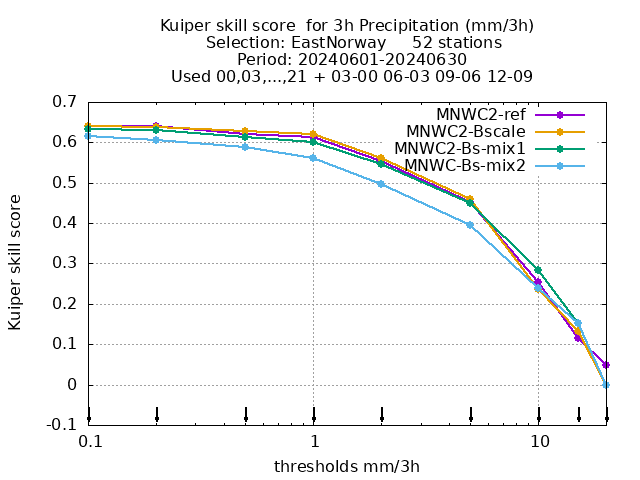 Kuiper skill score  for 3h Precipitation (mm/3h)
Selection: EastNorway     52 stations
Period: 20240601-20240630
Used 00,03,...,21 + 03-00 06-03 09-06 12-09
MNWC2-ref
MNWC2-Bscale
MNWC2-Bs-mix1
MNWC-Bs-mix2
Kuiper skill score
0.7
0.6
0.5
0.4
0.3
0.2
0.1
0
-0.1
0.1 1 10
thresholds mm/3h